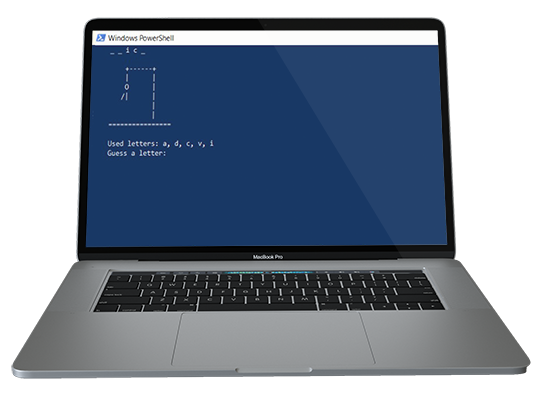 Windows PowerShell
_ _ i c _
+------+
O
/|
================
Used letters: a, d, c, v, i
Guess a letter:
MacBook Pro